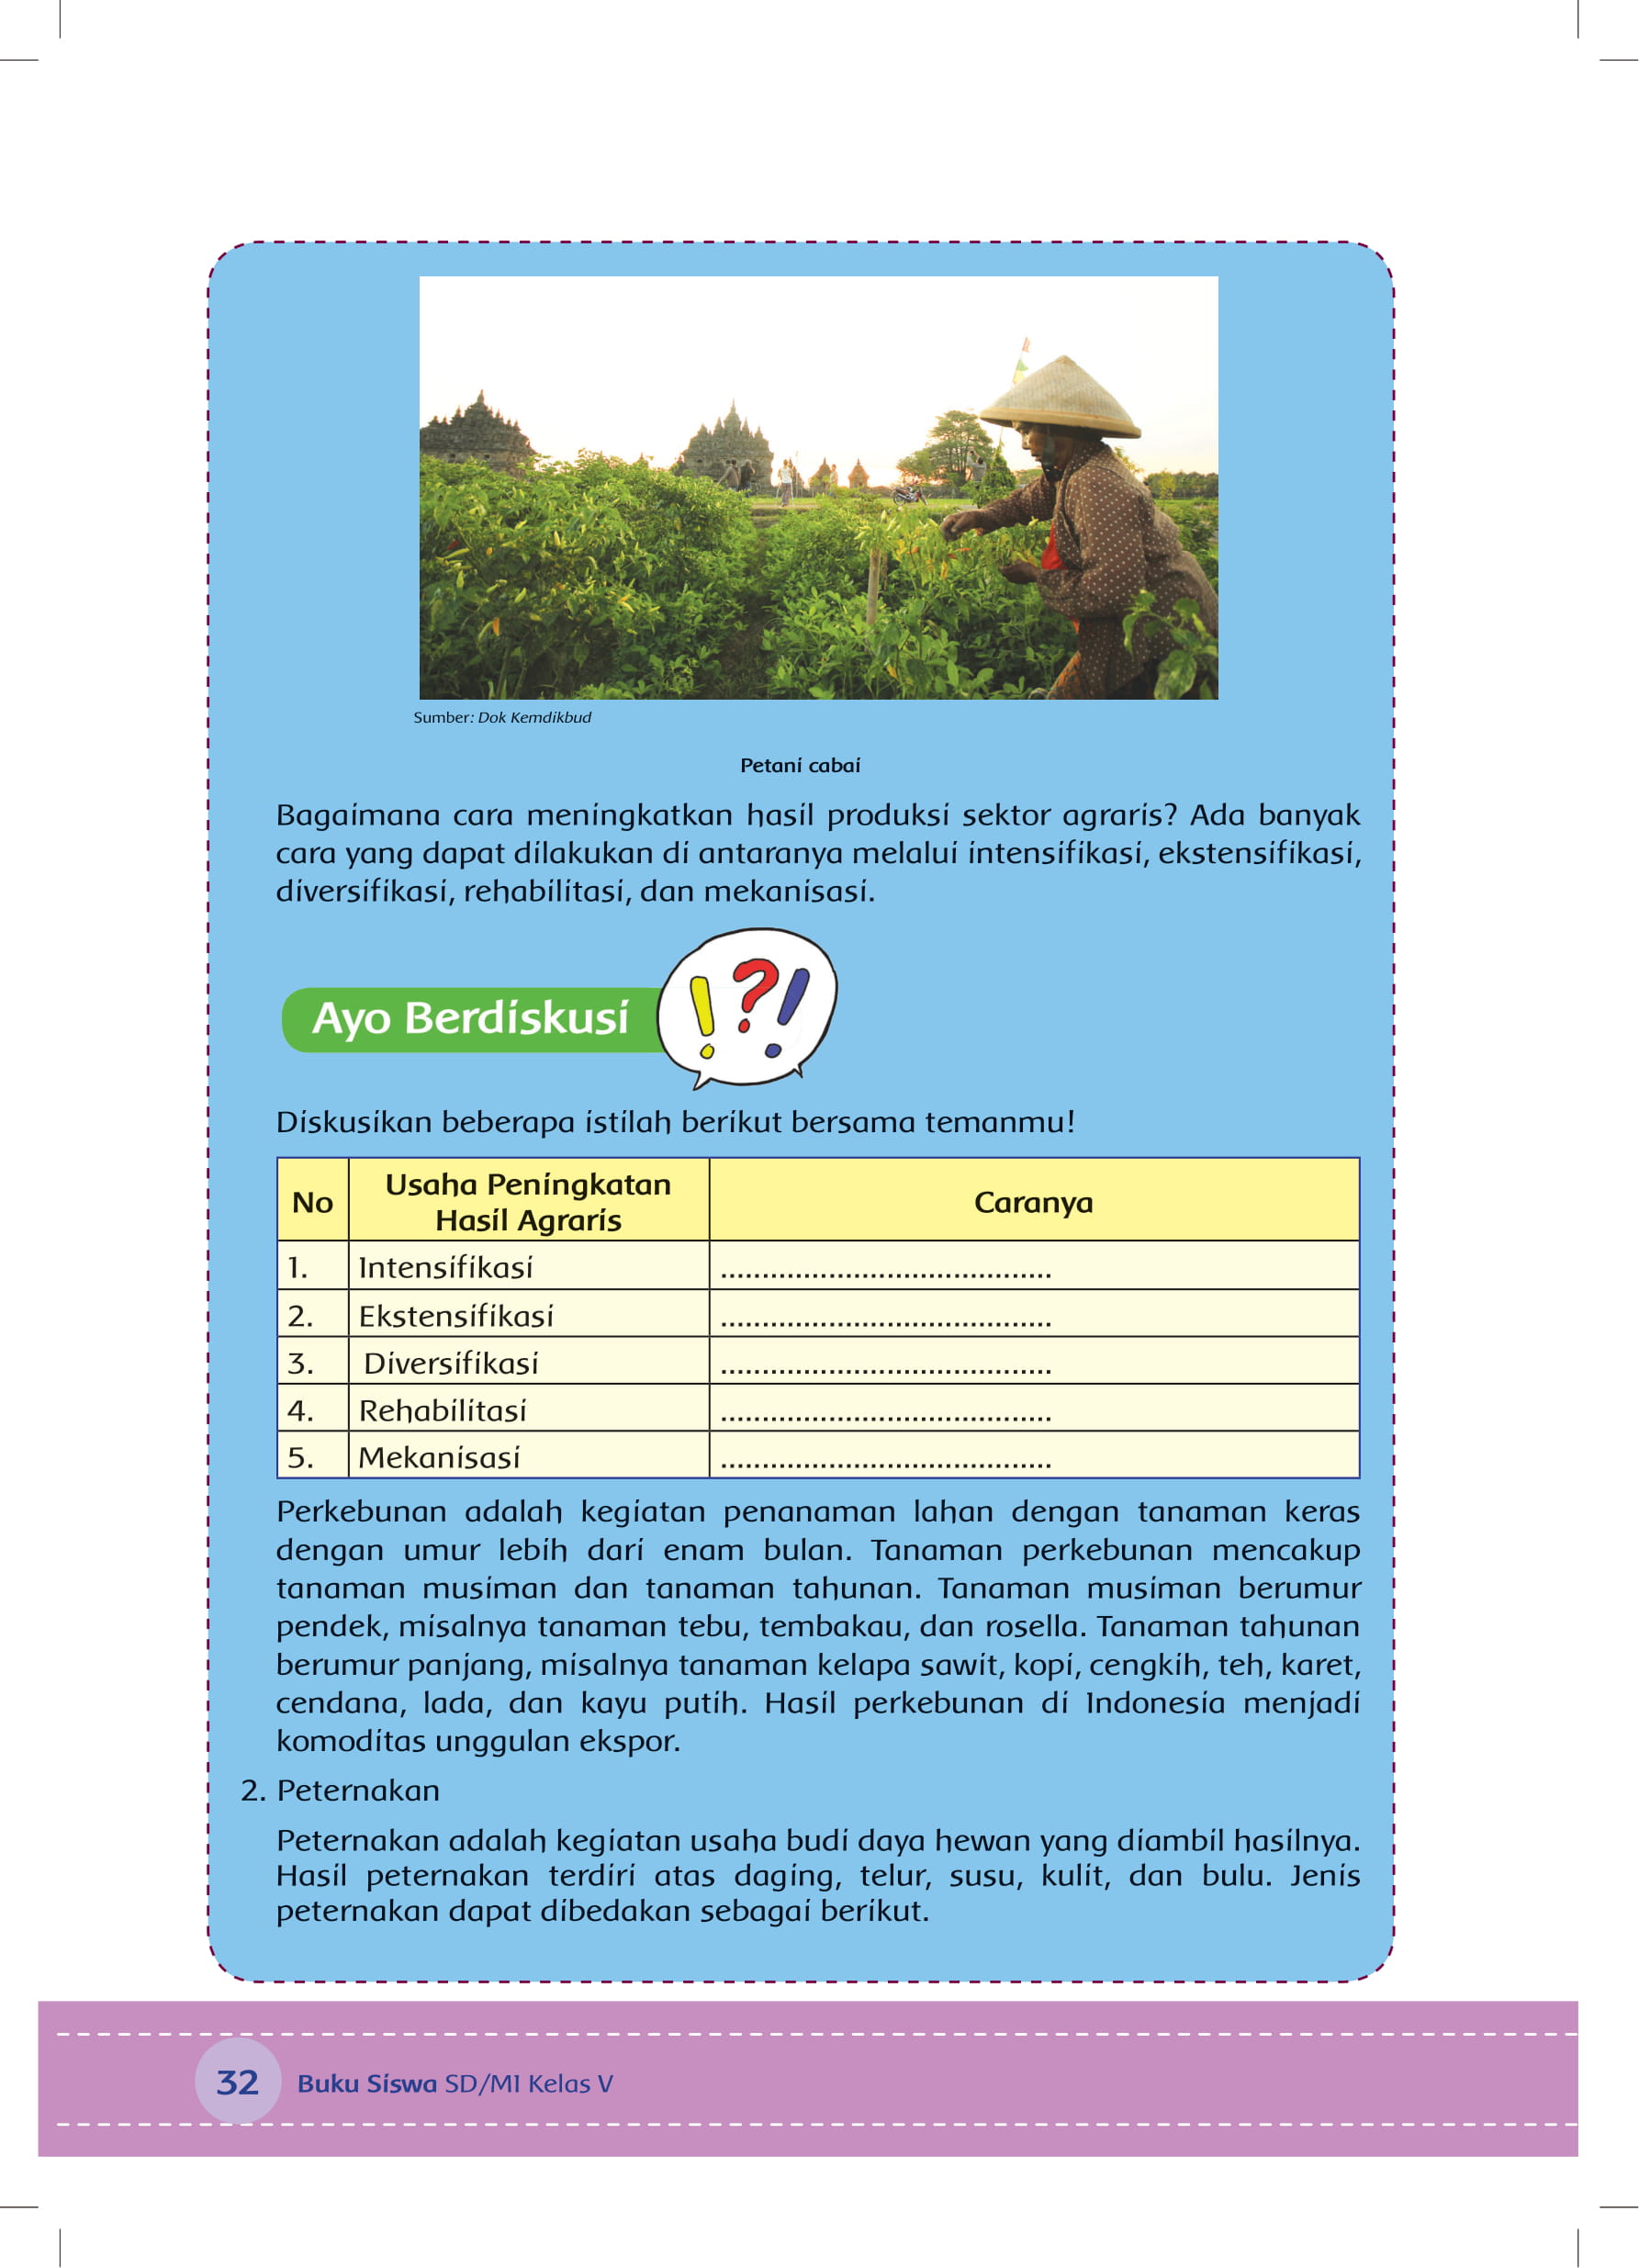 Sumber: Dok Kemdikbud
Petani cabai
Bagaimana cara meningkatkan hasil produksi sektor agraris? Ada banyak
cara yang dapat dilakukan di antaranya melalui intensifikasi, ekstensifikasi,
diversifikasi, rehabilitasi, dan mekanisasi.
Ayo Berdiskusi
! ? !
Diskusikan beberapa istilah berikut bersama temanmu!
No Usaha Peningkatan Hasil Agraris Caranya
1. Intensifikasi ........................................
2. Ekstensifikasi ........................................
3. Diversifikasi ........................................
4. Rehabilitasi ........................................
5. Mekanisasi ........................................
Perkebunan adalah kegiatan penanaman lahan dengan tanaman keras
dengan umur lebih dari enam bulan. Tanaman perkebunan mencakup
tanaman musiman dan tanaman tahunan. Tanaman musiman berumur
pendek, misalnya tanaman tebu, tembakau, dan rosella. Tanaman tahunan
berumur panjang, misalnya tanaman kelapa sawit, kopi, cengkih, teh, karet,
cendana, lada, dan kayu putih. Hasil perkebunan di Indonesia menjadi
komoditas unggulan ekspor.
2. Peternakan
Peternakan adalah kegiatan usaha budi daya hewan yang diambil hasilnya.
Hasil peternakan terdiri atas daging, telur, susu, kulit, dan bulu. Jenis
peternakan dapat dibedakan sebagai berikut.
32 Buku Siswa SD/MI Kelas V